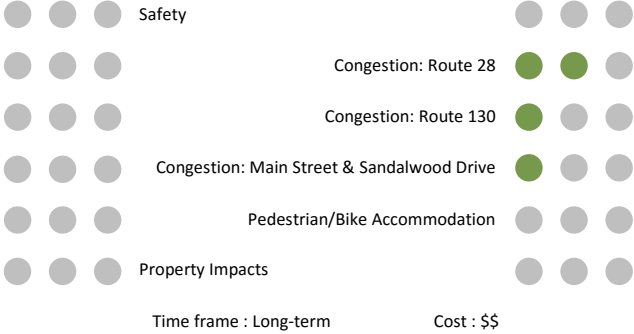 Safety
Congestion: Route 28
Congestion: Route 130
Congestion: Main Street & Sandalwood Drive
Pedestrian/Bike Accommodation
Property Impacts
Time frame : Long-term Cost : $$